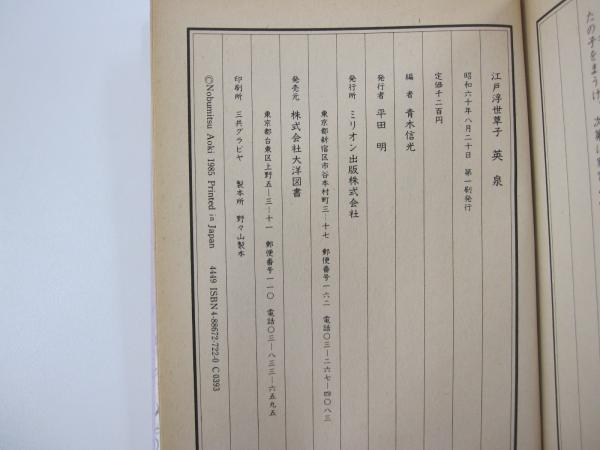 江戸浮世草子　英泉
昭和六十年八月二十日　第一刷発行
定価千二百円
編者　青木信光
発行者　平田　明
発行所　ミリオン出版株式会社
東京都新宿区市谷本村町三−十七　郵便番号一六二　電話〇三−二六七−四〇八三
発売元　株式会社大洋図書
東京都台東区上野五−三−十一　郵便番号一一〇　電話〇三−八三三−六五九五
印刷所　三共グラビヤ　製本所　野々山製本
©Nobumitsu Aoki 1985 Printed in Japan　4449 ISBN4-88672-722-0 C0393
たの子をまうけ